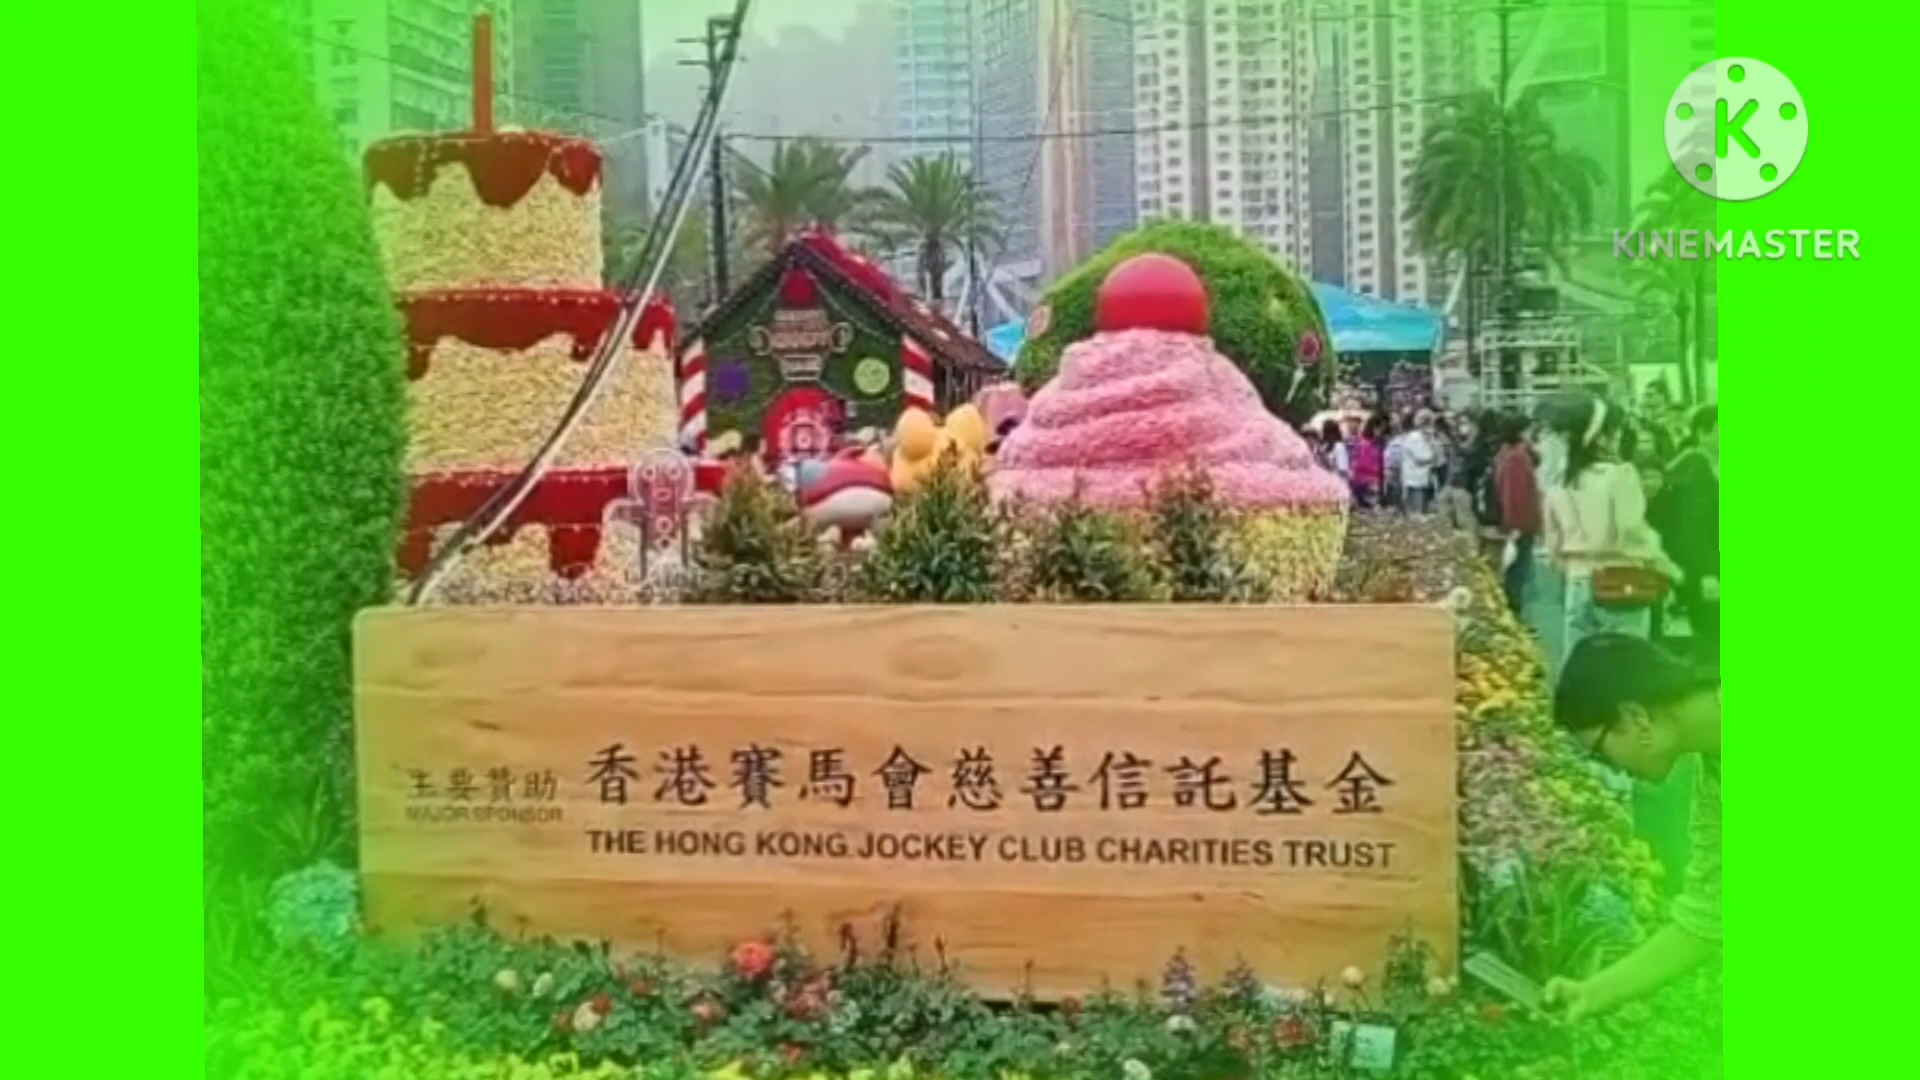 K
KINEMASTER
主要贊助
MAJOR SPONSOR
香港賽馬會慈善信託基金
THE HONG KONG JOCKEY CLUB CHARITIES TRUST